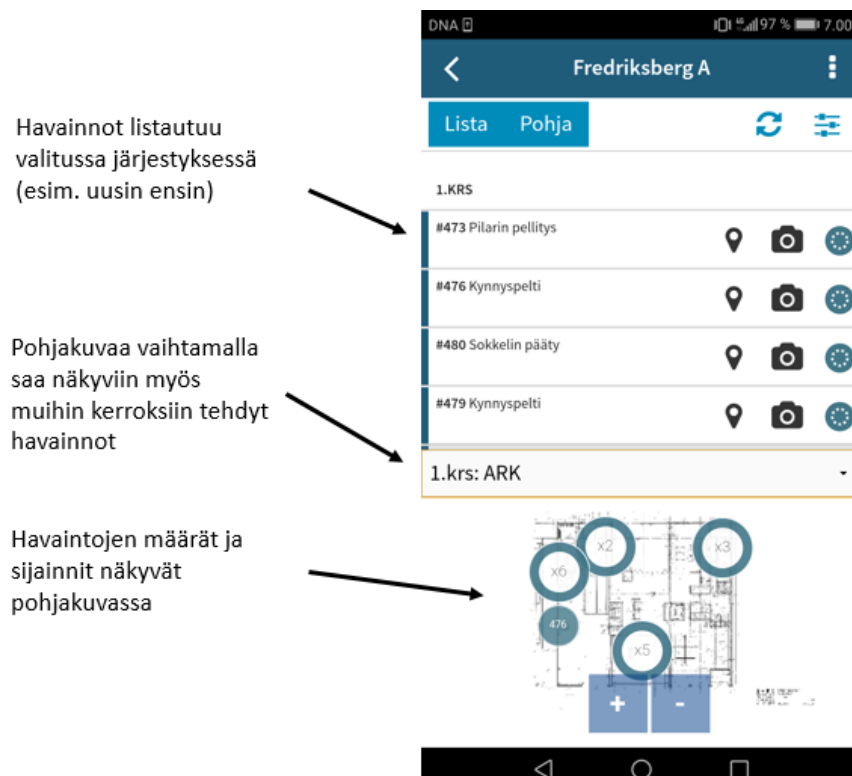 DNA
97 %
7.00
Fredriksberg A
Lista Pohja
Havainnot listautuu
valitussa järjestyksessä
(esim. uusin ensin)
1.KRS
#473 Pilarin pellitys
#476 Kynnyspelti
#480 Sokkelin pääty
#479 Kynnyspelti
Pohjakuvaa vaihtamalla
saa näkyviin myös
muihin kerroksiin tehdyt
havainnot
1.krs: ARK
Havaintojen määrät ja
sijainnit näkyvät
pohjakuvassa
x2
x3
x6
476
x5
+ -